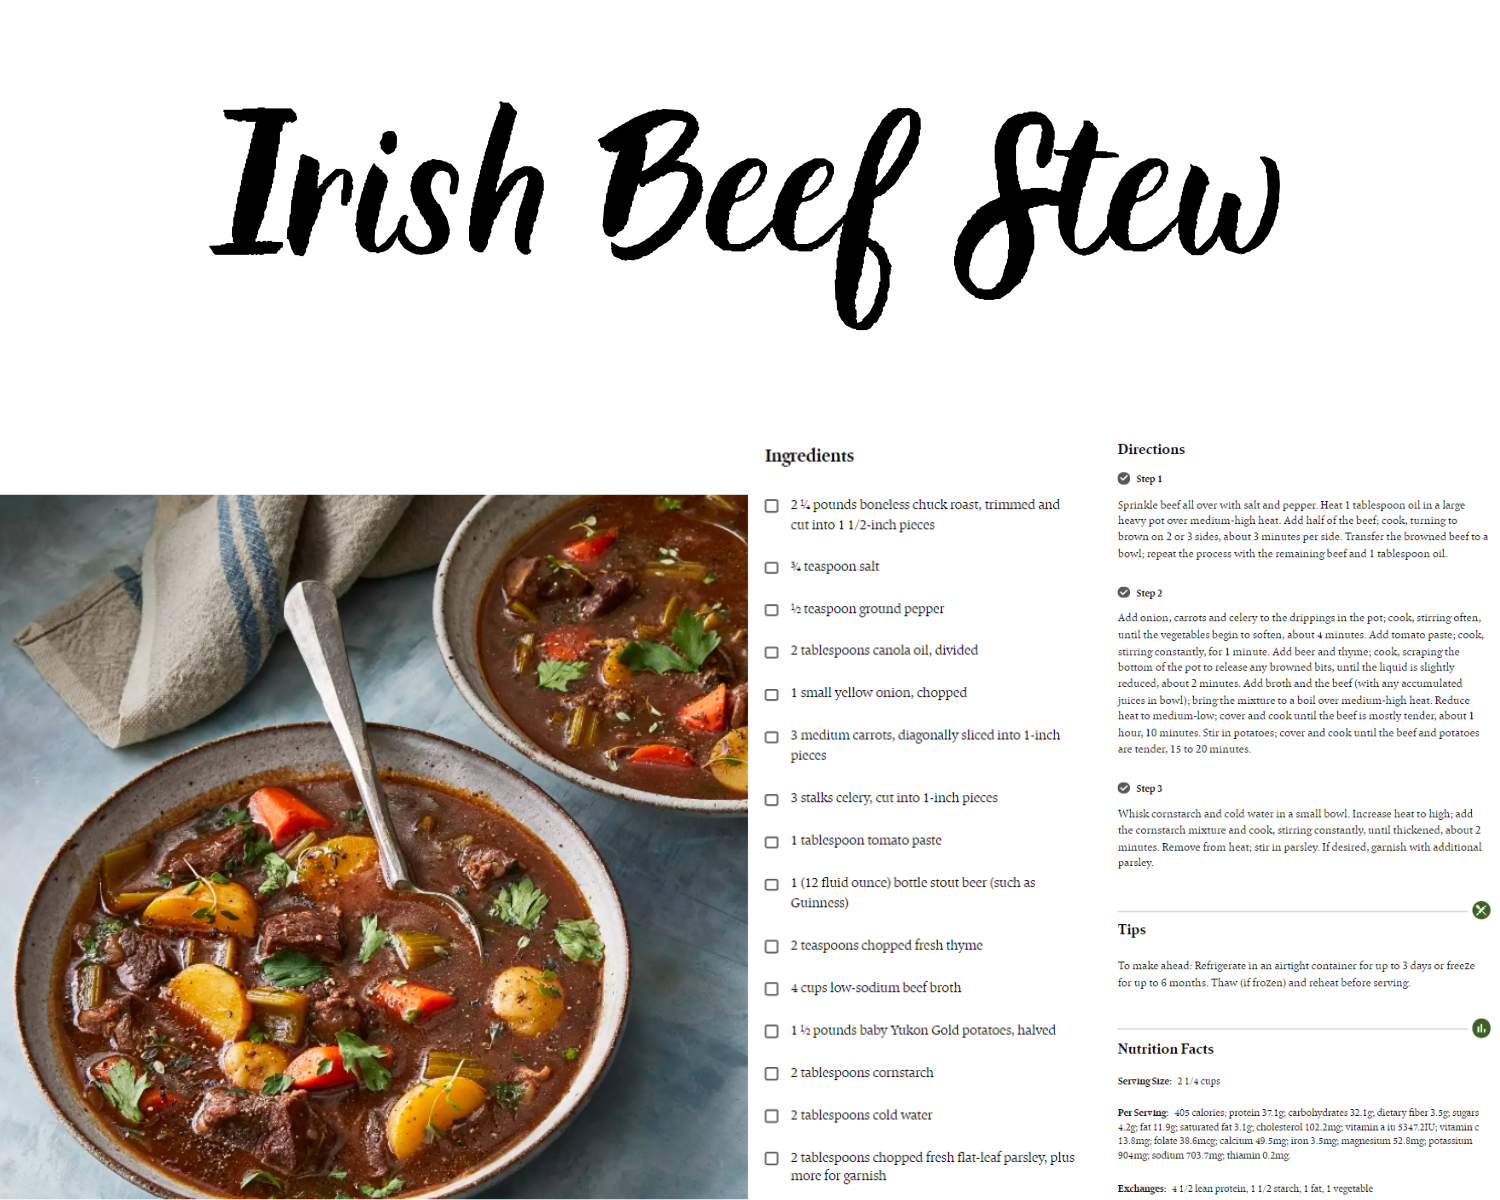 Irish Beef Stew
Ingredients
2 ¼ pounds boneless chuck roast, trimmed and
cut into 1 1/2-inch pieces
¾ teaspoon salt
½ teaspoon ground pepper
2 tablespoons canola oil, divided
1 small yellow onion, chopped
3 medium carrots, diagonally sliced into 1-inch
pieces
3 stalks celery, cut into 1-inch pieces
1 tablespoon tomato paste
1 (12 fluid ounce) bottle stout beer (such as
Guinness)
2 teaspoons chopped fresh thyme
4 cups low-sodium beef broth
1 ½ pounds baby Yukon Gold potatoes, halved
2 tablespoons cornstarch
2 tablespoons cold water
2 tablespoons chopped fresh flat-leaf parsley, plus
more for garnish
Directions
Step 1
Sprinkle beef all over with salt and pepper. Heat 1 tablespoon oil in a large
heavy pot over medium-high heat. Add half of the beef; cook, turning to
brown on 2 or 3 sides, about 3 minutes per side. Transfer the browned beef to a
bowl; repeat the process with the remaining beef and 1 tablespoon oil.
Step 2
Add onion, carrots and celery to the drippings in the pot; cook, stirring often,
until the vegetables begin to soften, about 4 minutes. Add tomato paste; cook,
stirring constantly, for 1 minute. Add beer and thyme; cook, scraping the
bottom of the pot to release any browned bits, until the liquid is slightly
reduced, about 2 minutes. Add broth and the beef (with any accumulated
juices in bowl); bring the mixture to a boil over medium-high heat. Reduce
heat to medium-low; cover and cook until the beef is mostly tender, about 1
hour, 10 minutes. Stir in potatoes; cover and cook until the beef and potatoes
are tender, 15 to 20 minutes.
Step 3
Whisk cornstarch and cold water in a small bowl. Increase heat to high; add
the cornstarch mixture and cook, stirring constantly, until thickened, about 2
minutes. Remove from heat; stir in parsley. If desired, garnish with additional
parsley.
Tips
To make ahead: Refrigerate in an airtight container for up to 3 days or freeze
for up to 6 months. Thaw (if frozen) and reheat before serving.
Nutrition Facts
Serving Size: 2 1/4 cups
Per Serving: 405 calories; protein 37.1g; carbohydrates 32.1g; dietary fiber 3.5g; sugars
4.2g; fat 11.9g; saturated fat 3.1g; cholesterol 102.2mg; vitamin a iu 5347.2IU; vitamin c
13.8mg; folate 38.6mcg; calcium 49.5mg; iron 3.5mg; magnesium 52.8mg; potassium
904mg; sodium 703.7mg; thiamin 0.2mg.
Exchanges: 4 1/2 lean protein, 1 1/2 starch, 1 fat, 1 vegetable